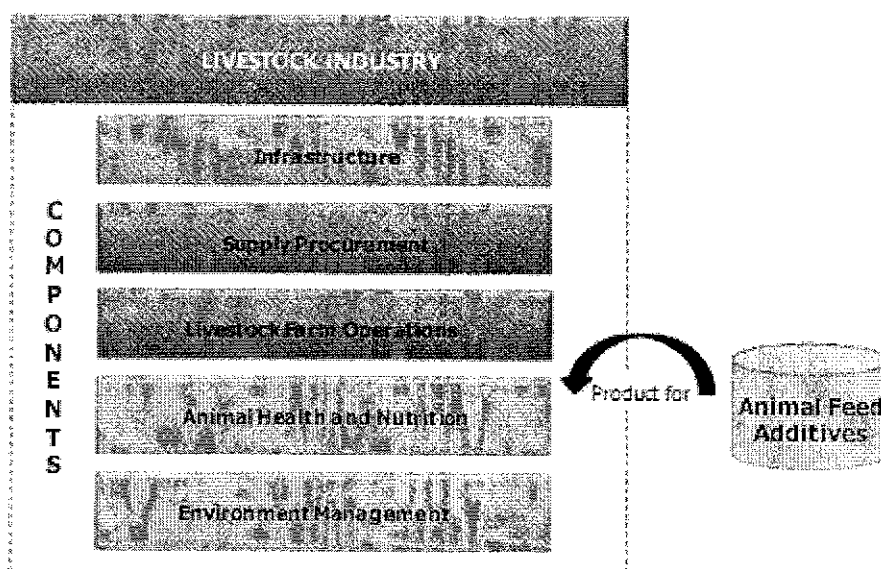 LIVESTOCK INDUSTRY
COMPONENTS
Infrastructure
Supply Procurement
Livestock Farm Operations
Animal Health and Nutrition
Environment Management
Product for
Animal Feed
Additives